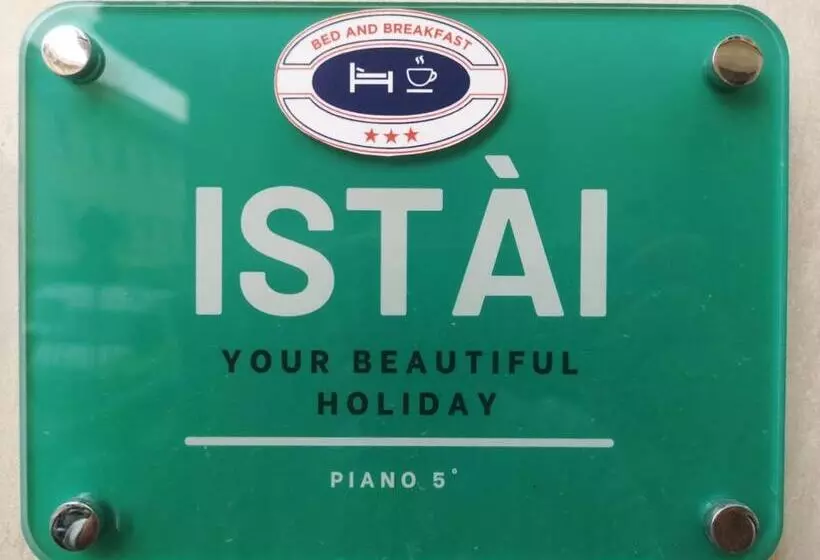 BED AND BREAKFAST
ISTÀI
YOUR BEAUTIFUL
HOLIDAY
PIANO 5°